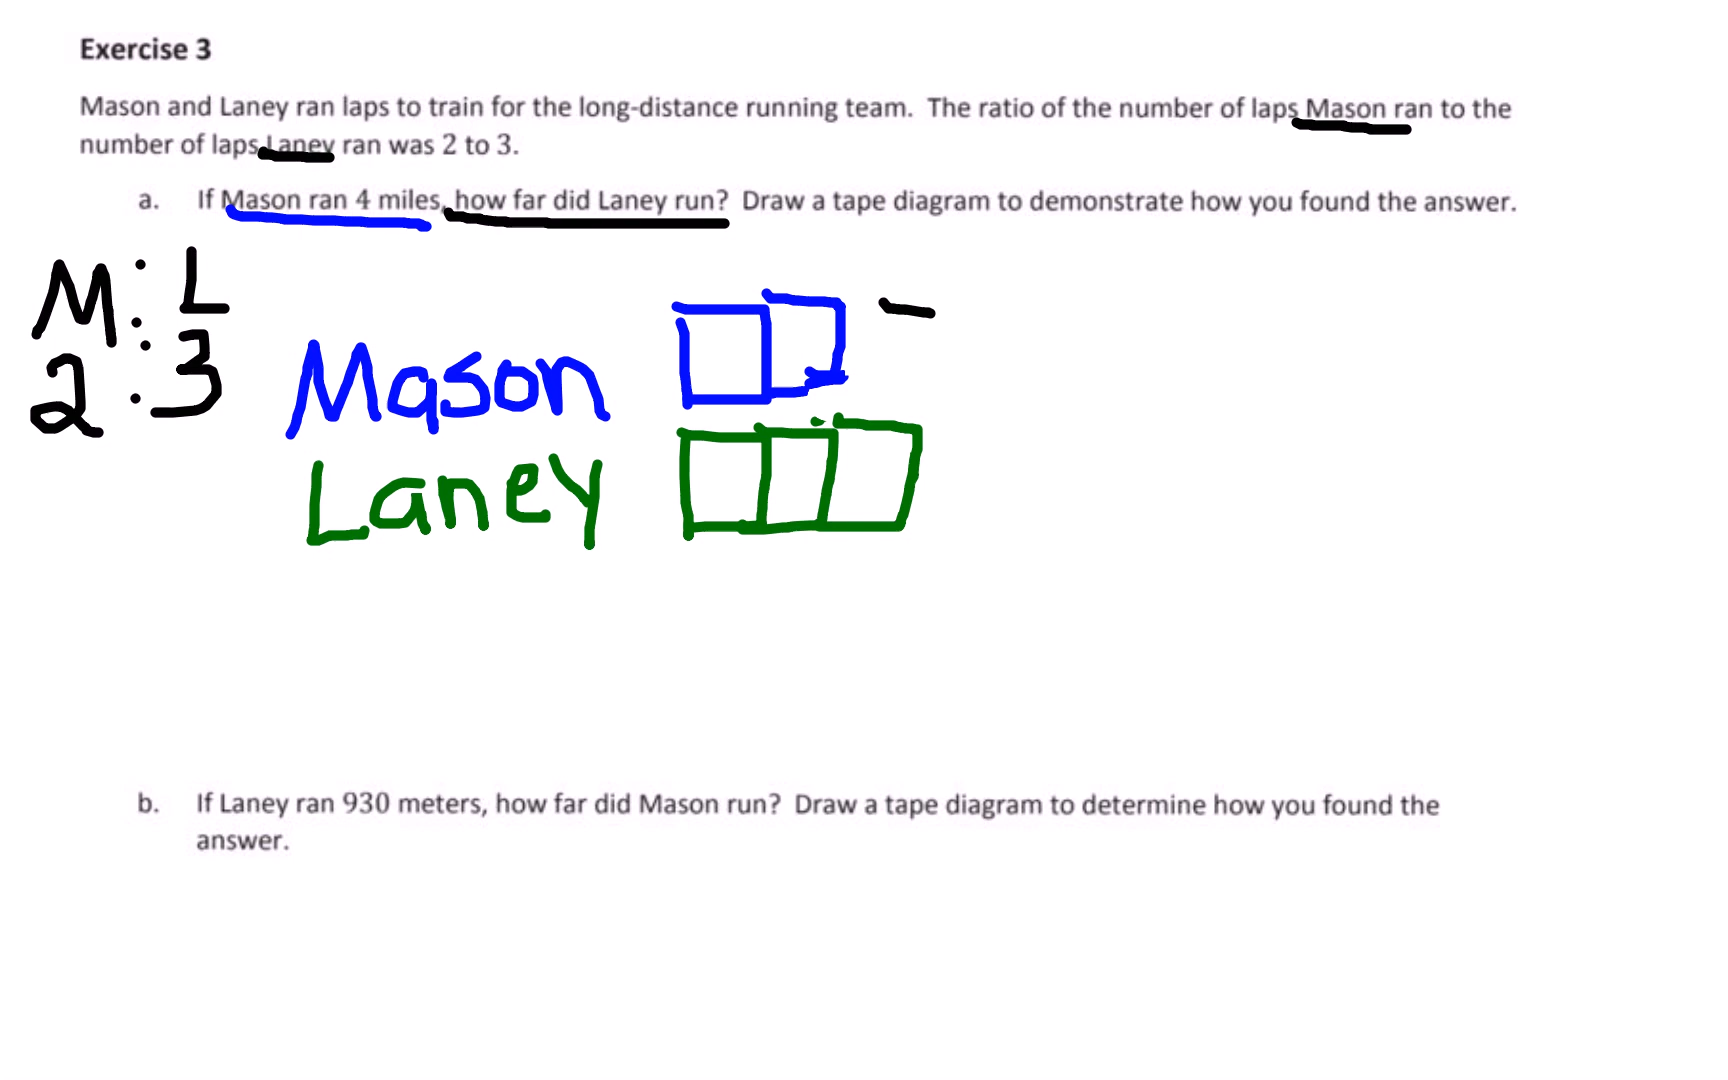 Exercise 3
Mason and Laney ran laps to train for the long-distance running team. The ratio of the number of laps Mason ran to the
number of laps Laney ran was 2 to 3.
a. If Mason ran 4 miles, how far did Laney run? Draw a tape diagram to demonstrate how you found the answer.
M : L
2 : 3
Mason
Laney
b. If Laney ran 930 meters, how far did Mason run? Draw a tape diagram to determine how you found the
answer.